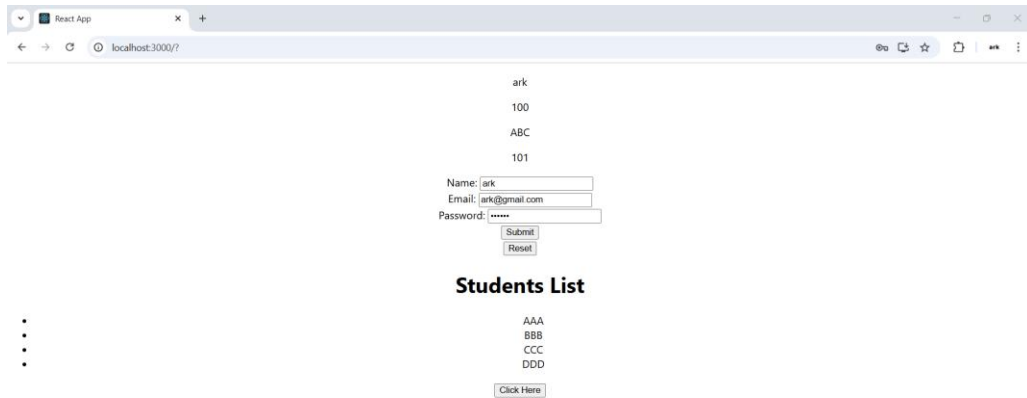 React App
localhost:3000/?
ark
ark
100
ABC
101
Name: ark
Email: ark@gmail.com
Password: ••••••
Submit
Reset
Students List
• AAA
• BBB
• CCC
• DDD
Click Here